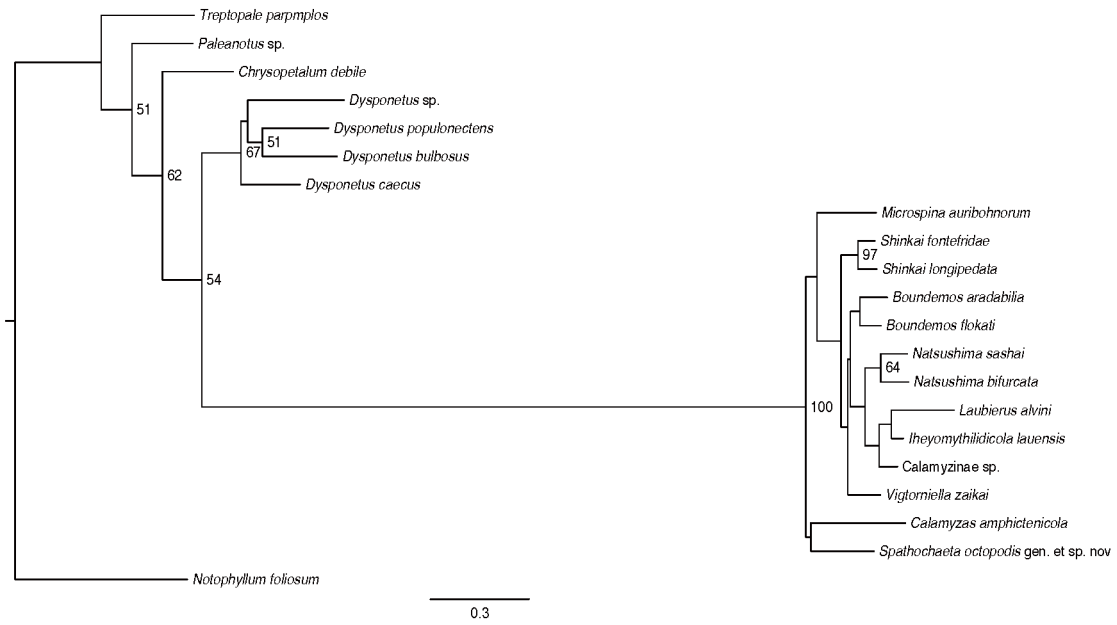 Treptopale parpmplos
Paleanotus sp.
Chrysopetalum debile
Dysponetus sp.
51
Dysponetus populonectens
51
67
Dysponetus bulbosus
62
Dysponetus caecus
Microspina auribohnorum
Shinkai fontefridae
97
Shinkai longipedata
54
Boundemos aradabilia
Boundemos flokati
Natsushima sashai
64
Natsushima bifurcata
100
Laubierus alvini
Iheyomythilidicola lauensis
Calamyzinae sp.
Vigtorniella zaikai
Calamyzas amphictenicola
Spathochaeta octopodis gen. et sp. nov
Notophyllum foliosum
0.3